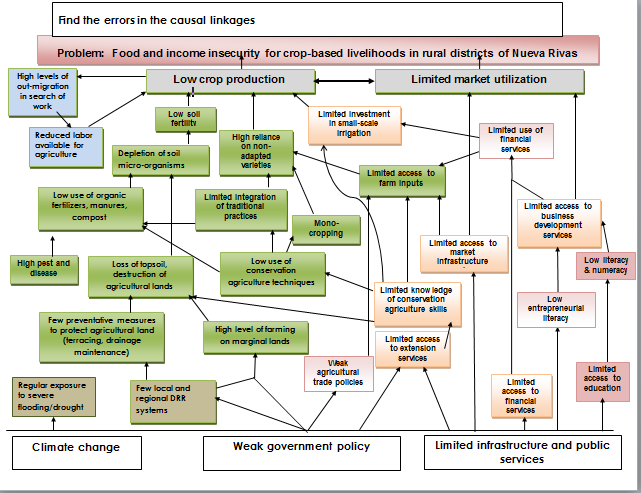 Find the errors in the causal linkages
Problem: Food and income insecurity for crop-based livelihoods in rural districts of Nueva Rivas
High levels of
out-migration
in search of
work
Low crop production
Limited market utilization
Reduced labor
available for
agriculture
Low soil
fertility
High reliance
on non-
adapted
varieties
Limited investment
in small-scale
irrigation
Limited use of
financial
services
Depletion of soil
micro-organisms
Limited access to
farm inputs
Low use of organic
fertilizers, manures,
compost
Limited integration
of traditional
practices
Mono-
cropping
Limited access to
business
development
services
Limited access to
market
infrastructure
High pest and
disease
Loss of topsoil,
destruction of
agricultural lands
Low use of
conservation
agriculture techniques
Low literacy
& numeracy
Limited knowledge
of conservation
agriculture skills
Low
entrepreneurial
literacy
Few preventative measures
to protect agricultural land
(terracing, drainage
maintenance)
High level of farming
on marginal lands
Limited access
to extension
services
Weak
agricultural
trade policies
Limited
access to
education
Regular exposure
to severe
flooding/drought
Few local and
regional DRR
systems
Limited
access to
financial
services
Climate change
Weak government policy
Limited infrastructure and public
services